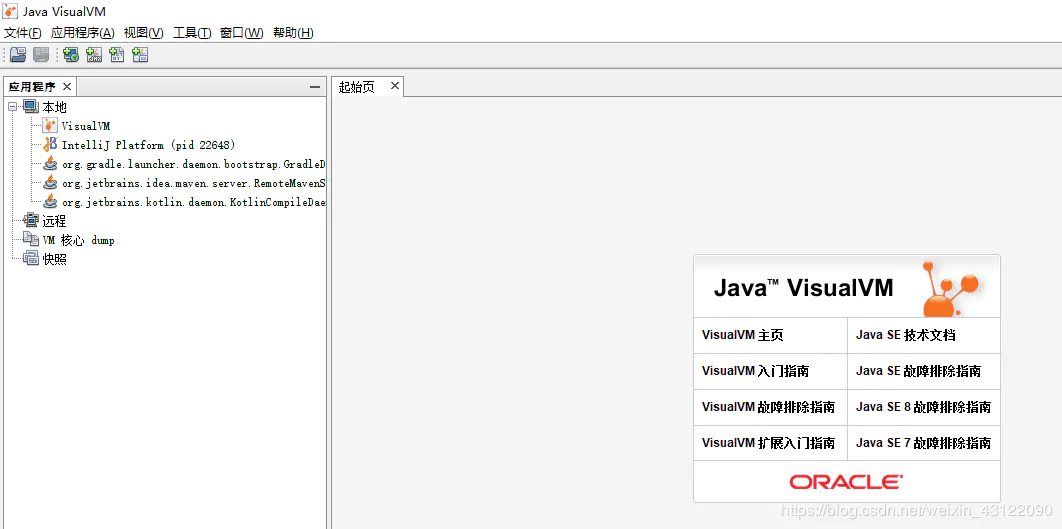 Java VisualVM
文件(F) 应用程序(A) 视图(V) 工具(T) 窗口(W) 帮助(H)
应用程序
起始页
本地
VisualVM
IntelliJ Platform (pid 22648)
org.gradle.launcher.daemon.bootstrap.GradleD
org.jetbrains.idea.maven.server.RemoteMavenS
org.jetbrains.kotlin.daemon.KotlinCompileDae
远程
VM 核心 dump
快照
Java™ VisualVM
VisualVM 主页
Java SE 技术文档
VisualVM 入门指南
Java SE 故障排除指南
VisualVM 故障排除指南
Java SE 8 故障排除指南
VisualVM 扩展入门指南
Java SE 7 故障排除指南
ORACLE
https://blog.csdn.net/weixin_43122090